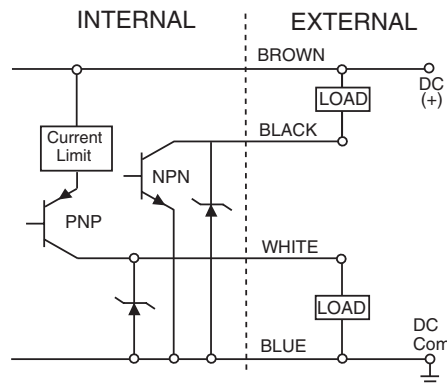 INTERNAL
EXTERNAL
BROWN
DC
(+)
LOAD
BLACK
Current
Limit
NPN
PNP
WHITE
LOAD
DC
Com
BLUE